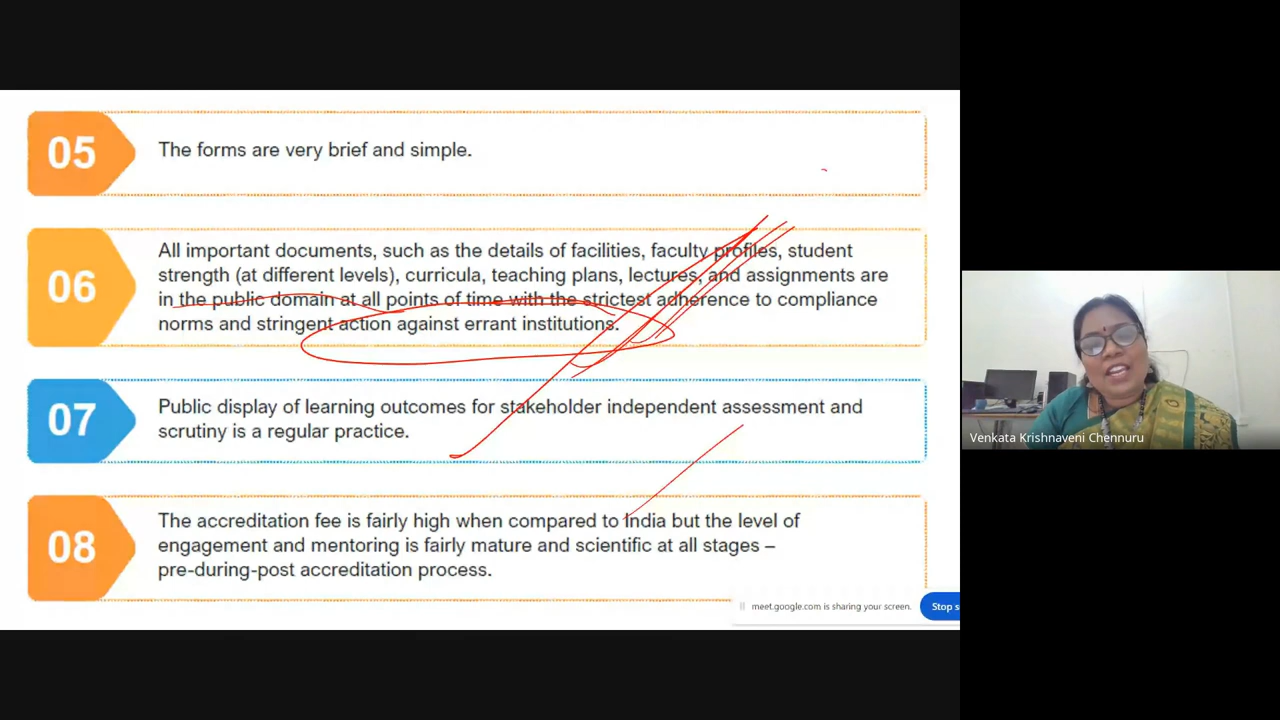 05
The forms are very brief and simple.
06
All important documents, such as the details of facilities, faculty profiles, student
strength (at different levels), curricula, teaching plans, lectures, and assignments are
in the public domain at all points of time with the strictest adherence to compliance
norms and stringent action against errant institutions.
07
Public display of learning outcomes for stakeholder independent assessment and
scrutiny is a regular practice.
08
The accreditation fee is fairly high when compared to India but the level of
engagement and mentoring is fairly mature and scientific at all stages –
pre-during-post accreditation process.
meet.google.com is sharing your screen.
Stop s
Venkata Krishnaveni Chennuru